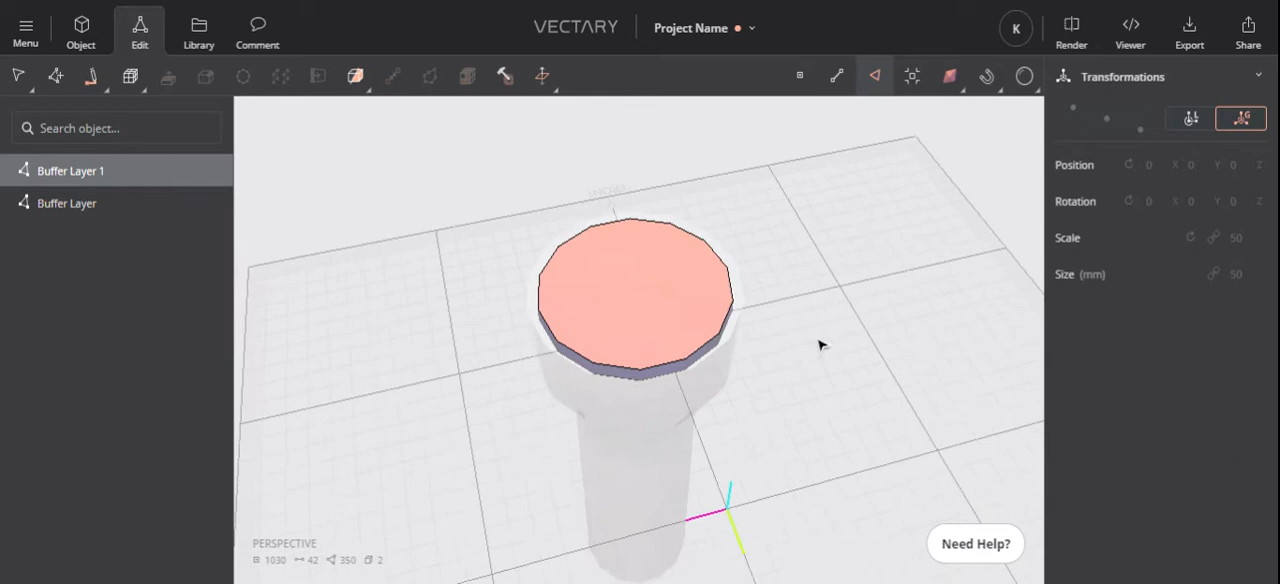 Menu
Object
Edit
Library
Comment
VECTARY
Project Name
K
Render
Viewer
Export
Share
Transformations
Search object...
L
G
Buffer Layer 1
Buffer Layer
Position 0 X 0 Y 0 Z
Rotation 0 X 0 Y 0 Z
Scale 50
Size (mm) 50
PERSPECTIVE
1030 42 350 2
Need Help?